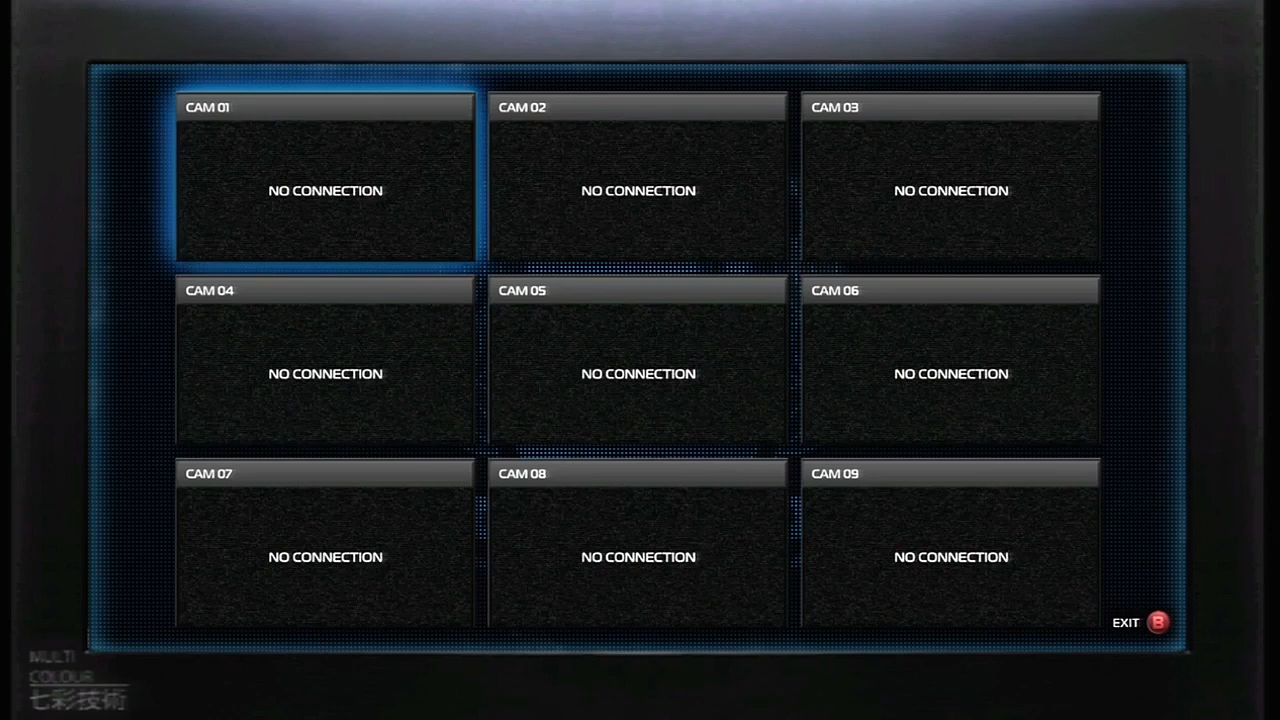 CAM 01
CAM 02
CAM 03
NO CONNECTION
NO CONNECTION
NO CONNECTION
CAM 04
CAM 05
CAM 06
NO CONNECTION
NO CONNECTION
NO CONNECTION
CAM 07
CAM 08
CAM 09
NO CONNECTION
NO CONNECTION
NO CONNECTION
EXIT B
MULTI
COLOUR
七彩技術